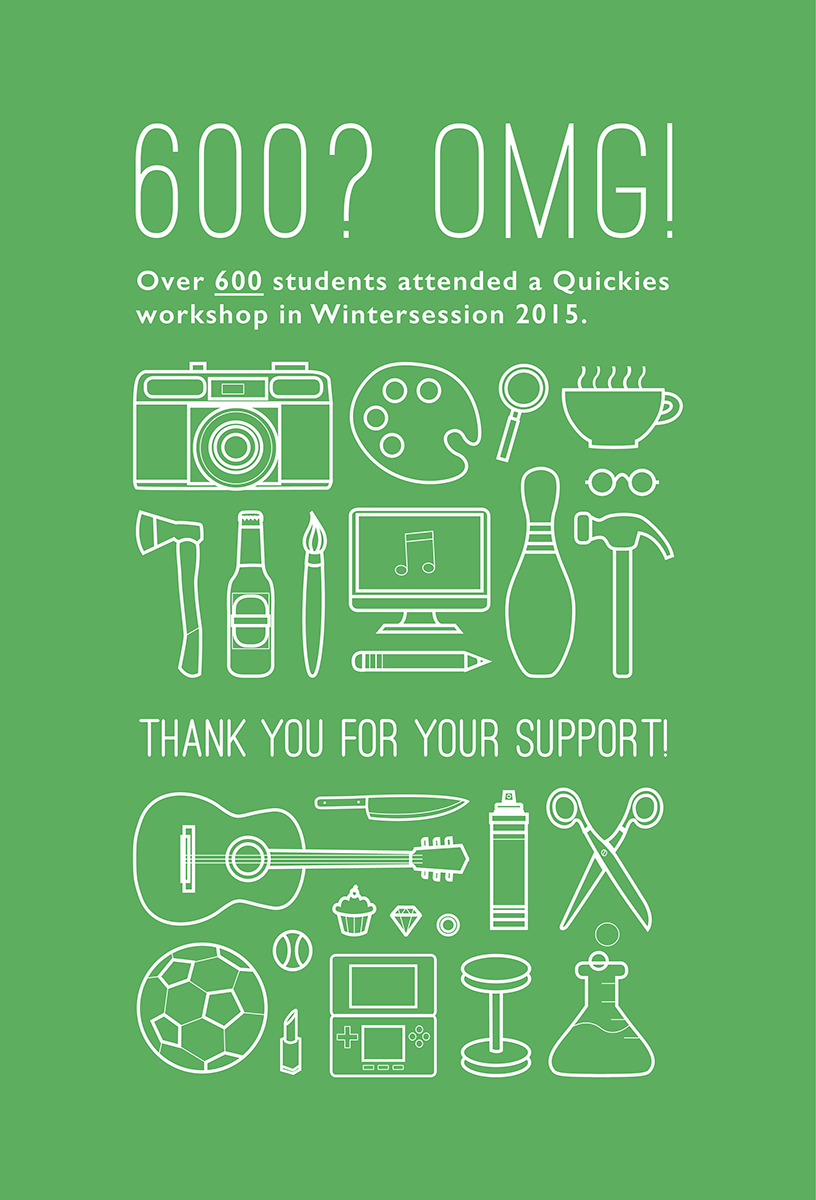 600? OMG!
Over 600 students attended a Quickies
workshop in Wintersession 2015.
THANK YOU FOR YOUR SUPPORT!